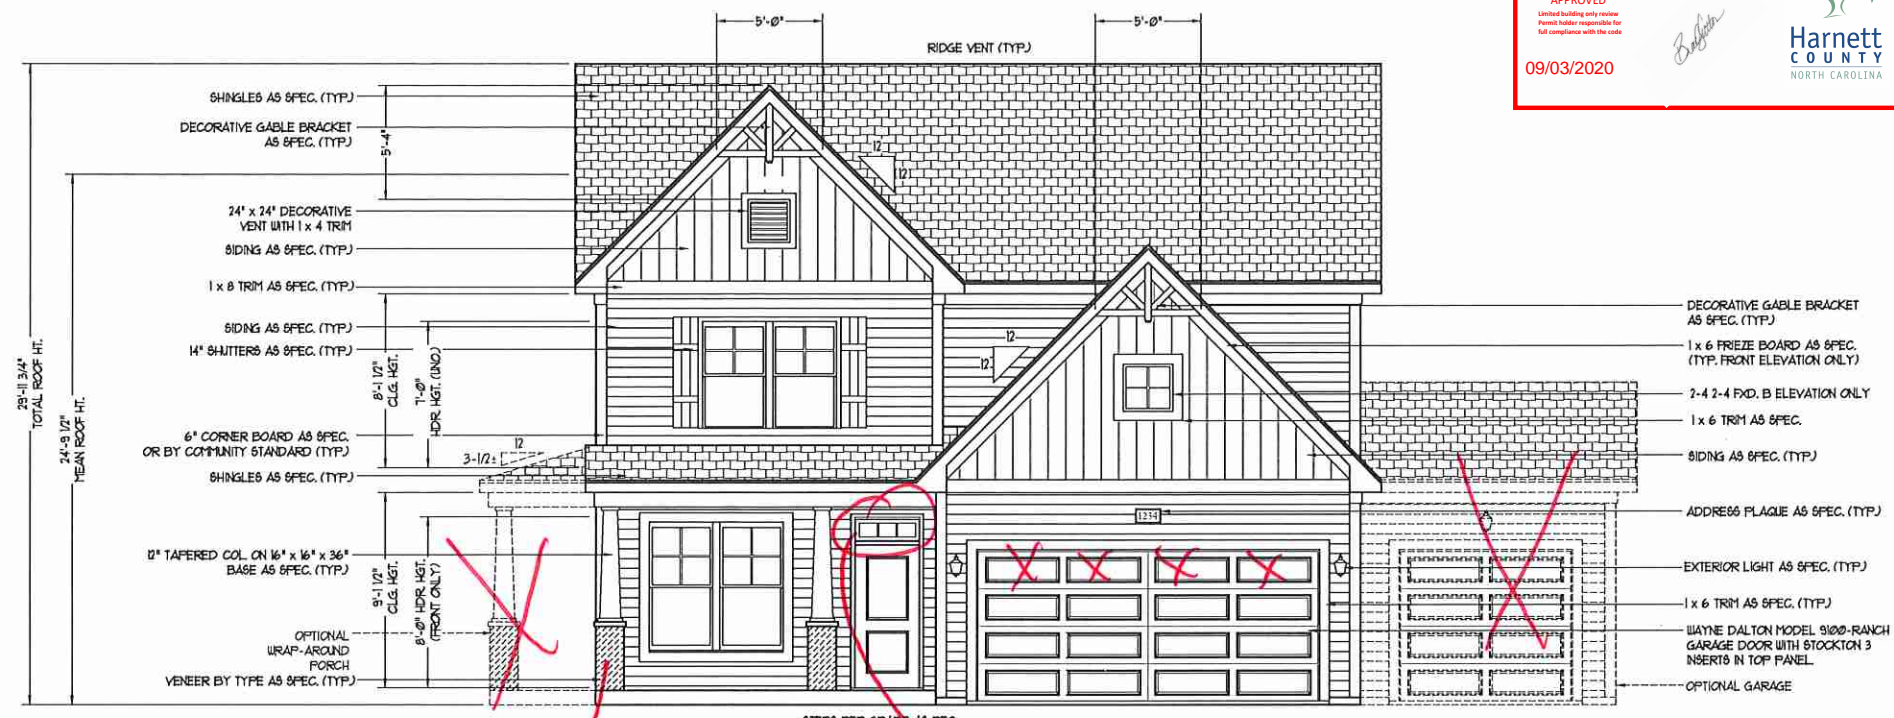 APPROVED
Limited building only review
Permit holder responsible for
full compliance with the code
09/03/2020
Harnett
COUNTY
NORTH CAROLINA
5'-0"
5'-0"
RIDGE VENT (TYP.)
SHINGLES AS SPEC. (TYP.)
DECORATIVE GABLE BRACKET
AS SPEC. (TYP.)
5'-4"
12
12
24" x 24" DECORATIVE
VENT WITH 1 x 4 TRIM
SIDING AS SPEC. (TYP.)
1 x 8 TRIM AS SPEC. (TYP.)
SIDING AS SPEC. (TYP.)
14" SHUTTERS AS SPEC. (TYP.)
29'-11 3/4"
TOTAL ROOF HT.
24'-9 1/2"
MEAN ROOF HT.
8'-1 1/2"
CLG. HGT.
7'-0"
HDR. HGT. (UNO.)
12
12
6" CORNER BOARD AS SPEC.
OR BY COMMUNITY STANDARD (TYP.)
12
3-1/2±
SHINGLES AS SPEC. (TYP.)
12" TAPERED COL. ON 16" x 16" x 36"
BASE AS SPEC. (TYP.)
9'-1 1/2"
CLG. HGT.
8'-0" HDR. HGT.
(FRONT ONLY)
OPTIONAL
WRAP-AROUND
PORCH
VENEER BY TYPE AS SPEC. (TYP.)
1234
DECORATIVE GABLE BRACKET
AS SPEC. (TYP.)
1 x 6 FRIEZE BOARD AS SPEC.
(TYP. FRONT ELEVATION ONLY)
2-4 2-4 FXD. B ELEVATION ONLY
1 x 6 TRIM AS SPEC.
SIDING AS SPEC. (TYP.)
ADDRESS PLAQUE AS SPEC. (TYP.)
EXTERIOR LIGHT AS SPEC. (TYP.)
1 x 6 TRIM AS SPEC. (TYP.)
WAYNE DALTON MODEL 9100-RANCH
GARAGE DOOR WITH STOCKTON 3
INSERTS IN TOP PANEL.
OPTIONAL GARAGE